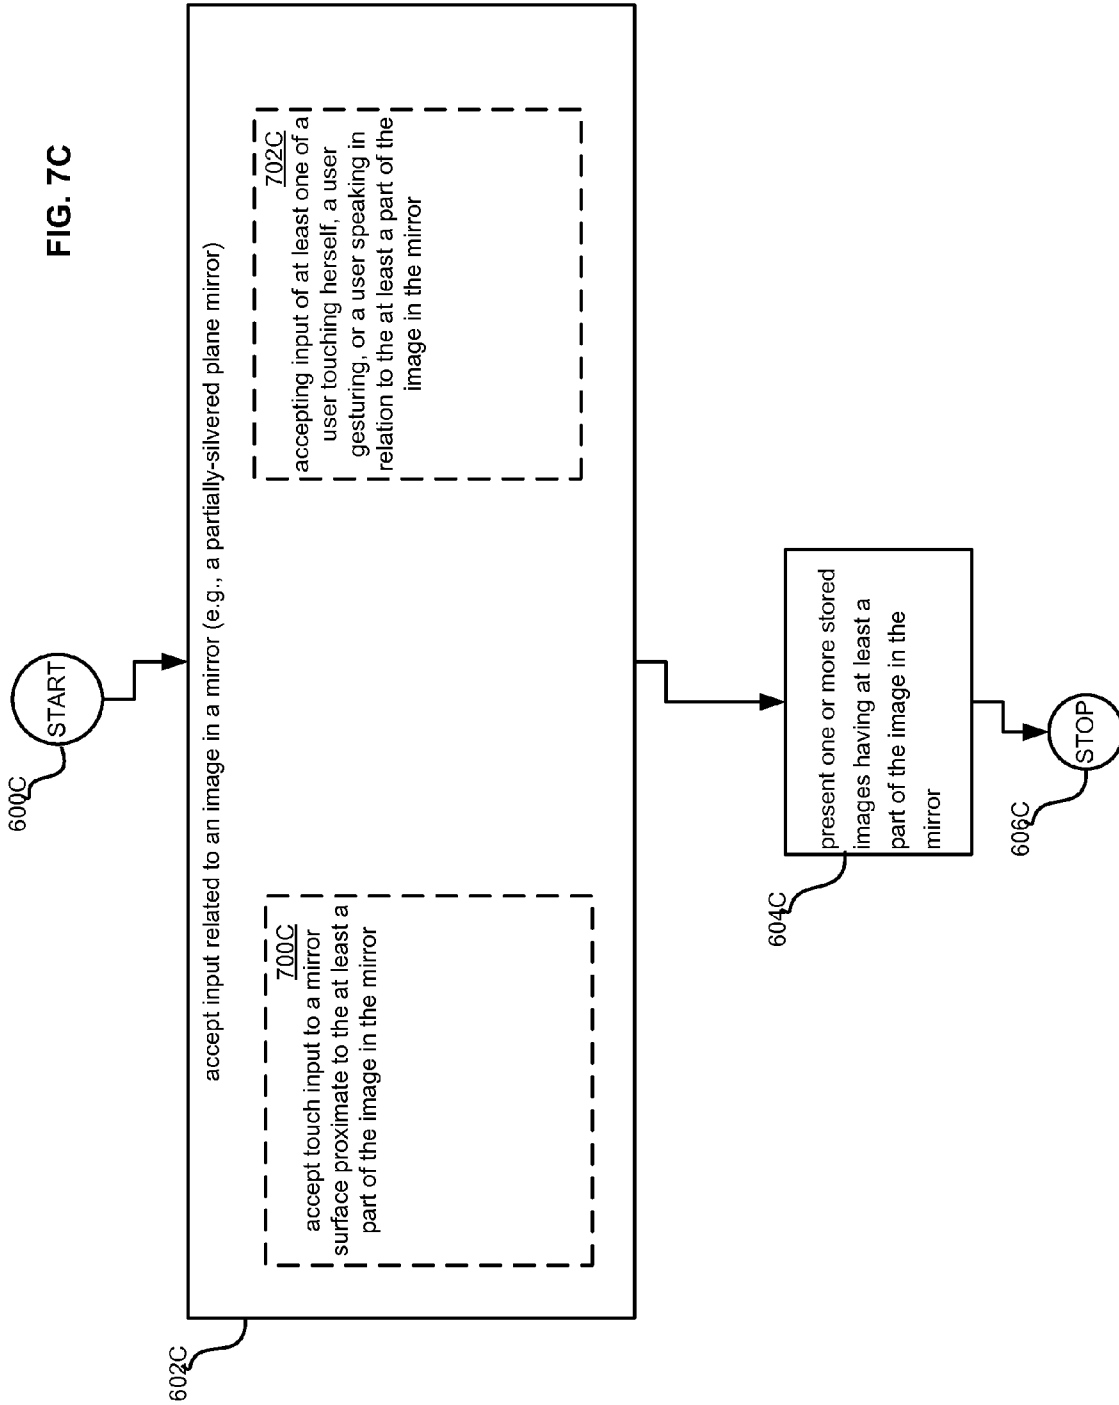 FIG. 7C
START
600C
accept input related to an image in a mirror (e.g., a partially-silvered plane mirror)
602C
700C
accept touch input to a mirror
surface proximate to the at least a
part of the image in the mirror
702C
accepting input of at least one of a
user touching herself, a user
gesturing, or a user speaking in
relation to the at least a part of the
image in the mirror
present one or more stored
images having at least a
part of the image in the
mirror
604C
STOP
606C